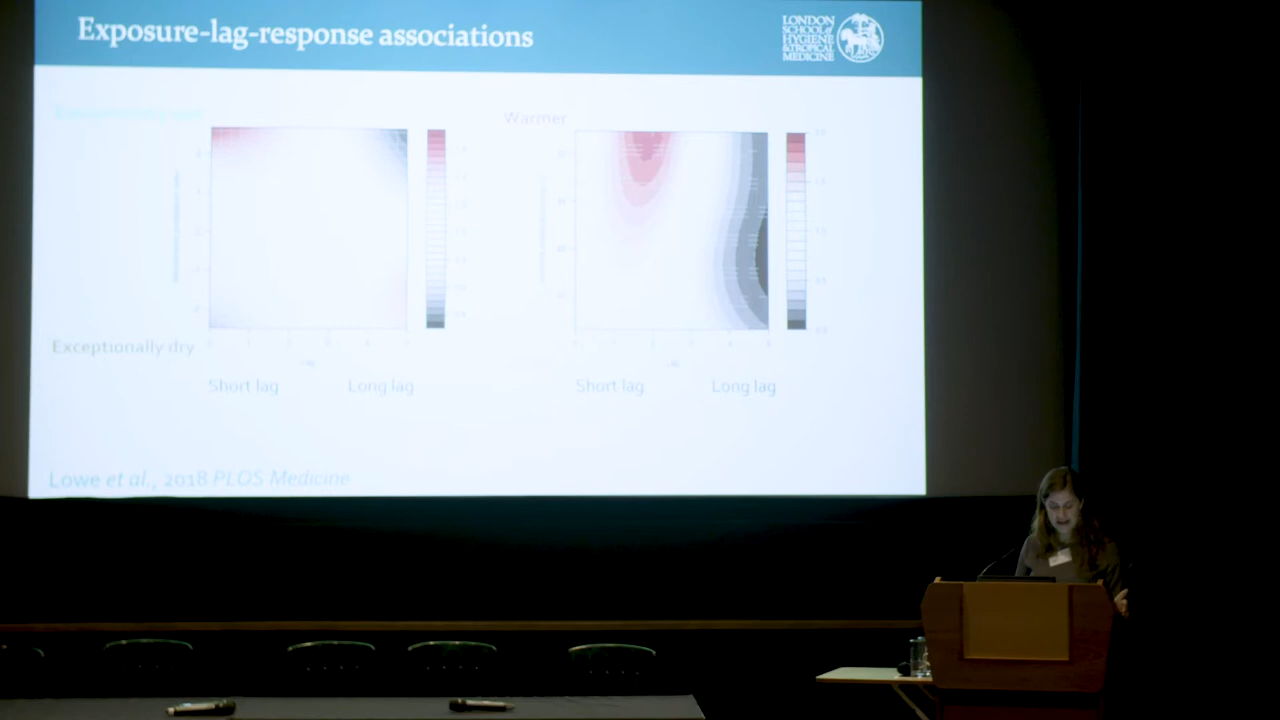 Exposure-lag-response associations
LONDON
SCHOOL of
HYGIENE
& TROPICAL
MEDICINE
Warmer
Exceptionally dry
Short lag
Long lag
Short lag
Long lag
Lowe et al., 2018 PLOS Medicine